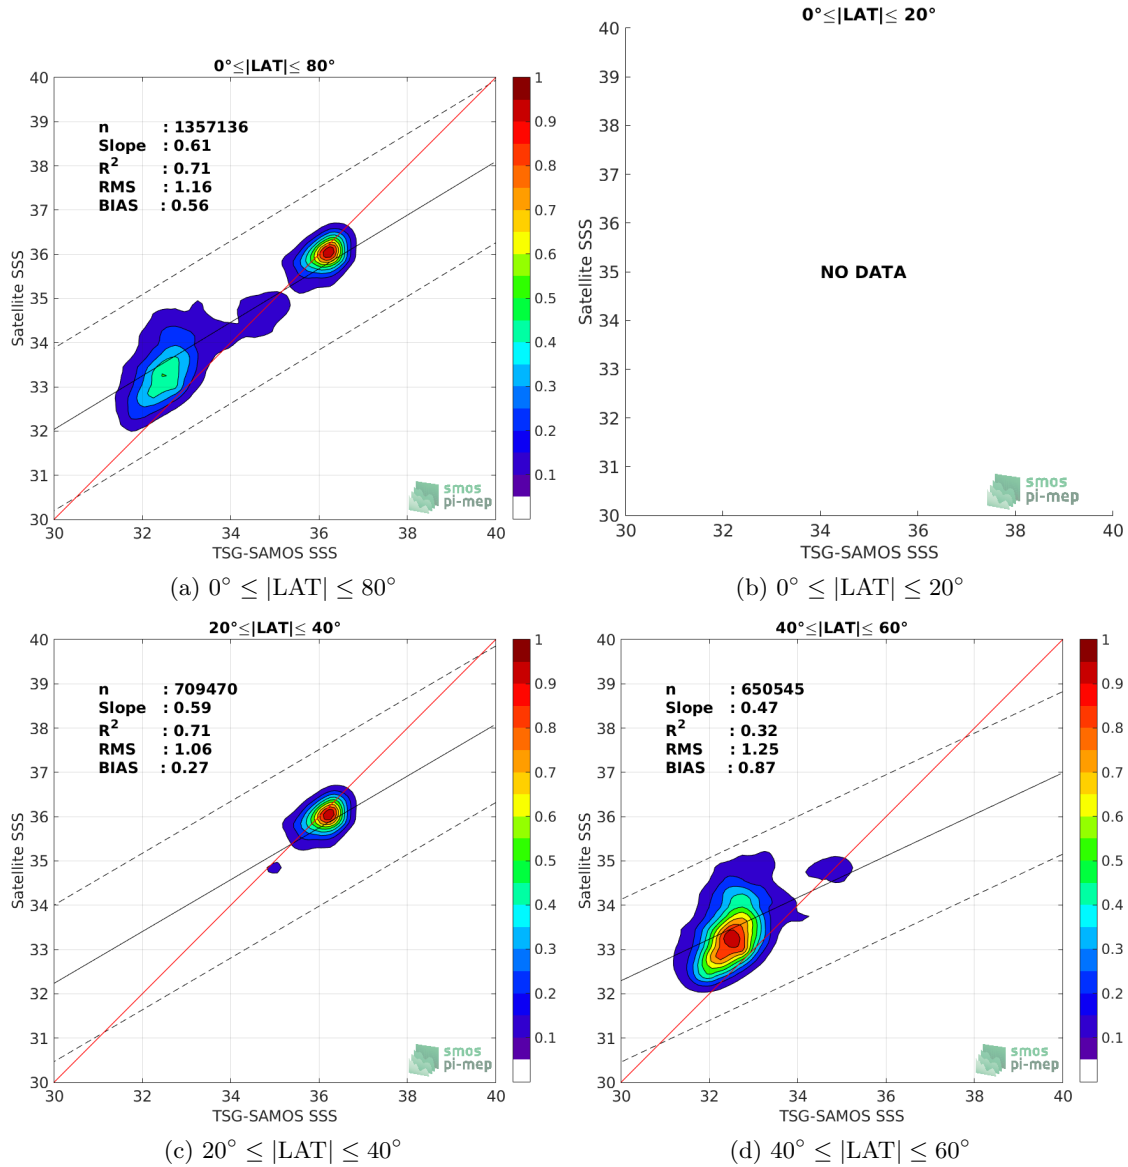 0°≤|LAT|≤ 80°
n : 1357136
Slope : 0.61
R² : 0.71
RMS : 1.16
BIAS : 0.56
40
39
38
37
36
35
34
33
32
31
30
30 32 34 36 38 40
Satellite SSS
TSG-SAMOS SSS
1
0.9
0.8
0.7
0.6
0.5
0.4
0.3
0.2
0.1
smos
pi-mep
(a) 0° ≤ |LAT| ≤ 80°
0°≤|LAT|≤ 20°
40
39
38
37
36
35
34
33
32
31
30
30 32 34 36 38 40
Satellite SSS
NO DATA
TSG-SAMOS SSS
smos
pi-mep
(b) 0° ≤ |LAT| ≤ 20°
20°≤|LAT|≤ 40°
n : 709470
Slope : 0.59
R² : 0.71
RMS : 1.06
BIAS : 0.27
40
39
38
37
36
35
34
33
32
31
30
30 32 34 36 38 40
Satellite SSS
TSG-SAMOS SSS
1
0.9
0.8
0.7
0.6
0.5
0.4
0.3
0.2
0.1
smos
pi-mep
(c) 20° ≤ |LAT| ≤ 40°
40°≤|LAT|≤ 60°
n : 650545
Slope : 0.47
R² : 0.32
RMS : 1.25
BIAS : 0.87
40
39
38
37
36
35
34
33
32
31
30
30 32 34 36 38 40
Satellite SSS
TSG-SAMOS SSS
1
0.9
0.8
0.7
0.6
0.5
0.4
0.3
0.2
0.1
smos
pi-mep
(d) 40° ≤ |LAT| ≤ 60°